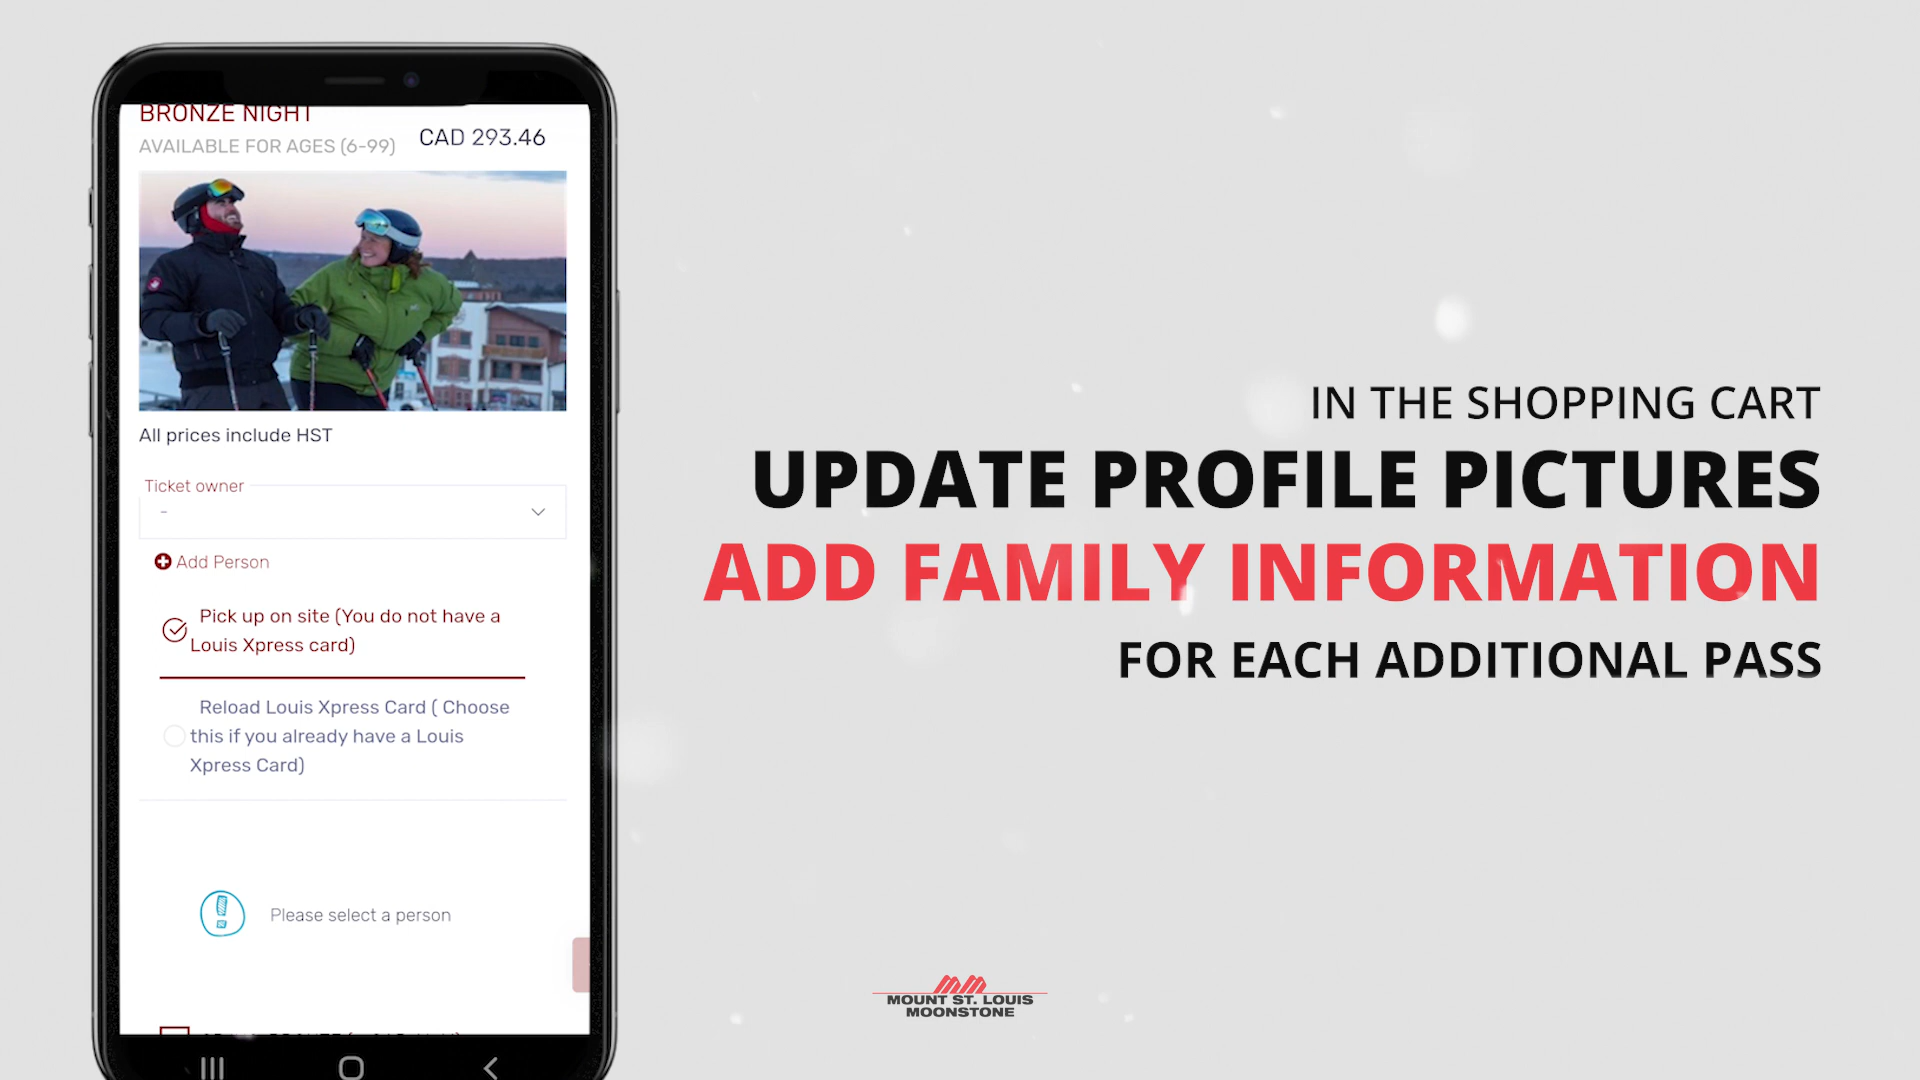 BRONZE NIGHT
AVAILABLE FOR AGES (6-99)
CAD 293.46
All prices include HST
Ticket owner
-
Add Person
Pick up on site (You do not have a
Louis Xpress card)
Reload Louis Xpress Card ( Choose
this if you already have a Louis
Xpress Card)
Please select a person
IN THE SHOPPING CART
UPDATE PROFILE PICTURES
ADD FAMILY INFORMATION
FOR EACH ADDITIONAL PASS
MOUNT ST. LOUIS
MOONSTONE